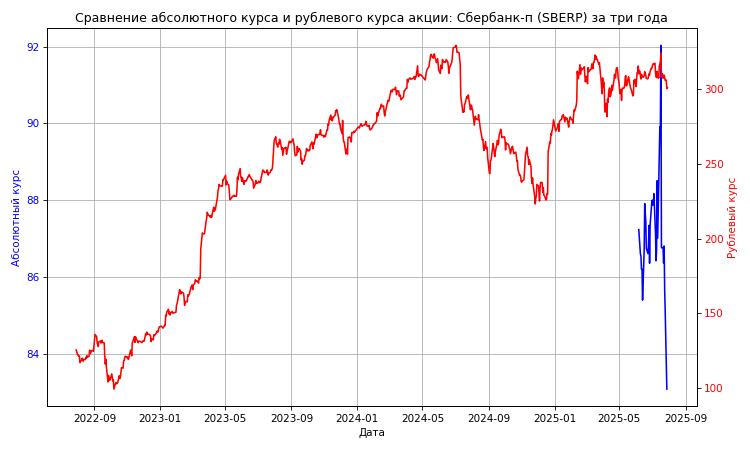 Сравнение абсолютного курса и рублевого курса акции: Сбербанк-п (SBERP) за три года
92
90
88
86
84
Абсолютный курс
300
250
200
150
100
Рублевый курс
2022-09 2023-01 2023-05 2023-09 2024-01 2024-05 2024-09 2025-01 2025-05 2025-09
Дата